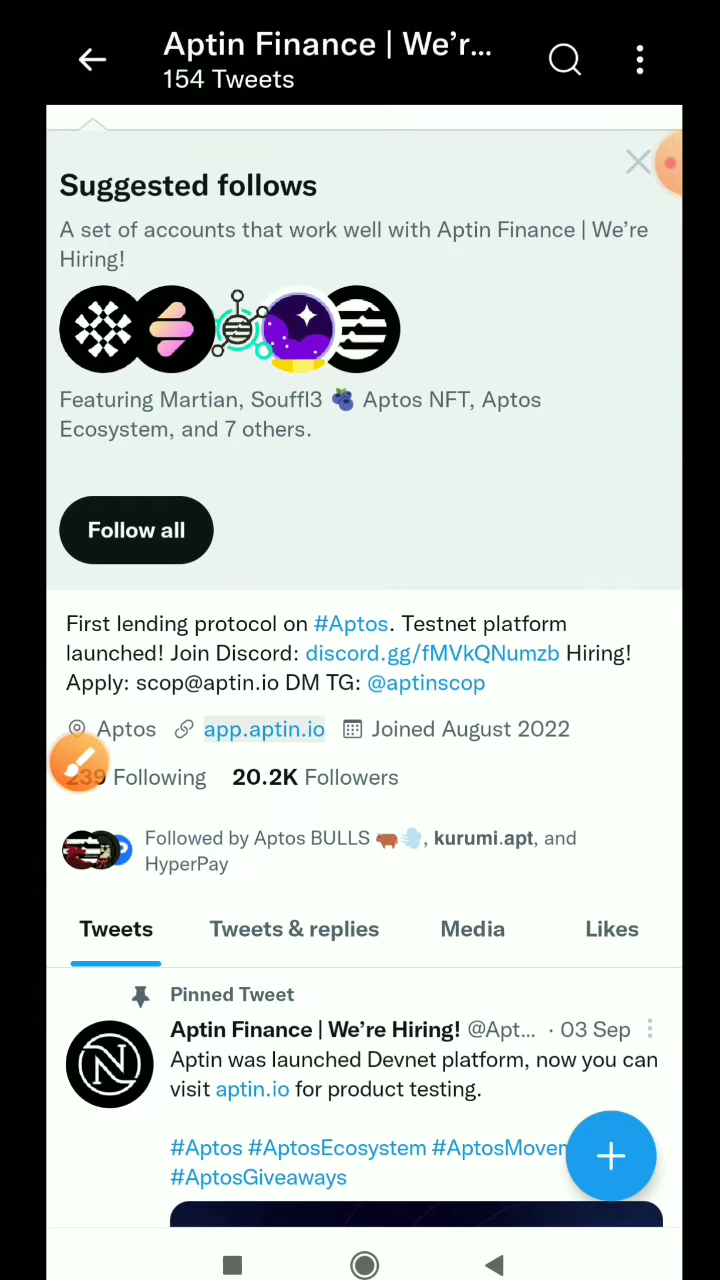 Aptin Finance | We'r...
154 Tweets
Suggested follows
A set of accounts that work well with Aptin Finance | We're
Hiring!
Featuring Martian, Souffl3 🫐 Aptos NFT, Aptos
Ecosystem, and 7 others.
Follow all
First lending protocol on #Aptos. Testnet platform
launched! Join Discord: discord.gg/fMVkQNumzb Hiring!
Apply: scop@aptin.io DM TG: @aptinscop
Aptos app.aptin.io Joined August 2022
239 Following 20.2K Followers
Followed by Aptos BULLS 🐂💨, kurumi.apt, and
HyperPay
Tweets Tweets & replies Media Likes
Pinned Tweet
Aptin Finance | We're Hiring! @Apt... · 03 Sep
Aptin was launched Devnet platform, now you can
visit aptin.io for product testing.
#Aptos #AptosEcosystem #AptosMovem
#AptosGiveaways